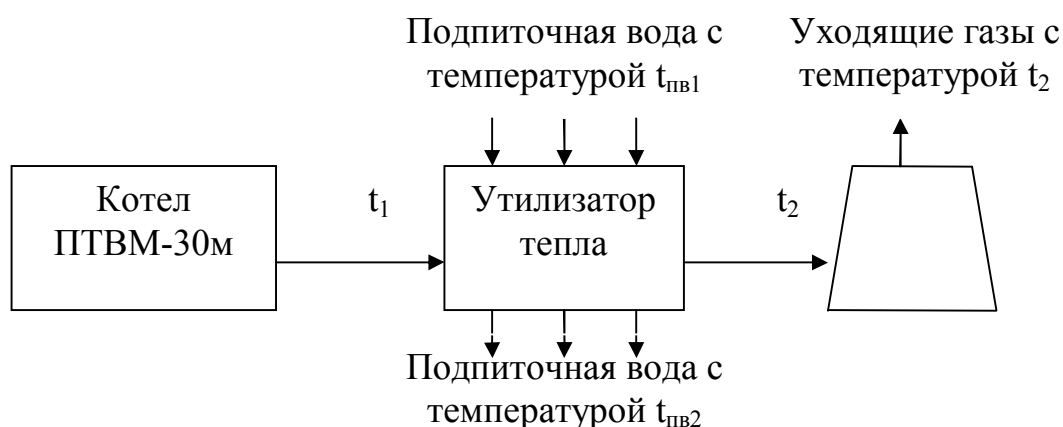 Подпиточная вода с
температурой tпв1
Уходящие газы с
температурой t2
Котел
ПТВМ-30м
t1
Утилизатор
тепла
t2
Подпиточная вода с
температурой tпв2